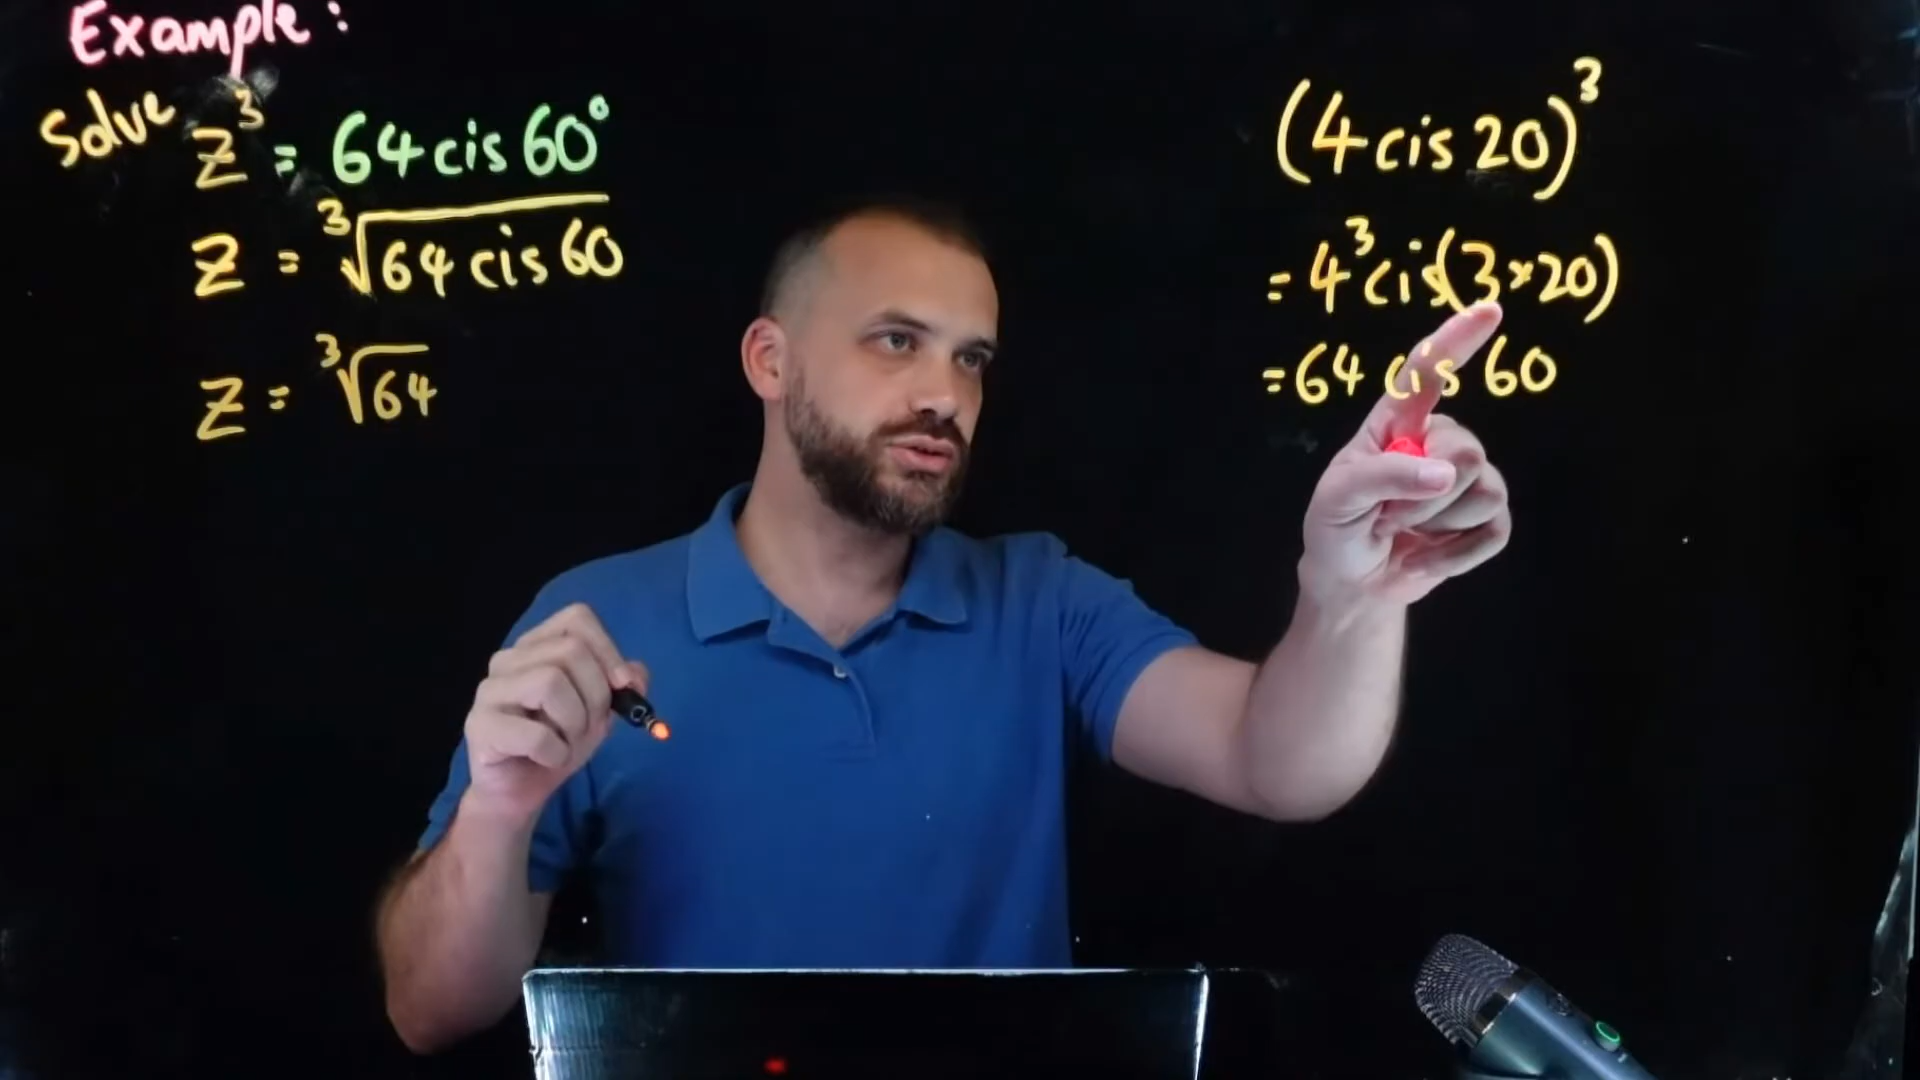 Example:
Solve z³ = 64 cis 60°
z = ³√64 cis 60
z = ³√64
(4 cis 20)³
= 4³ cis(3×20)
= 64 cis 60